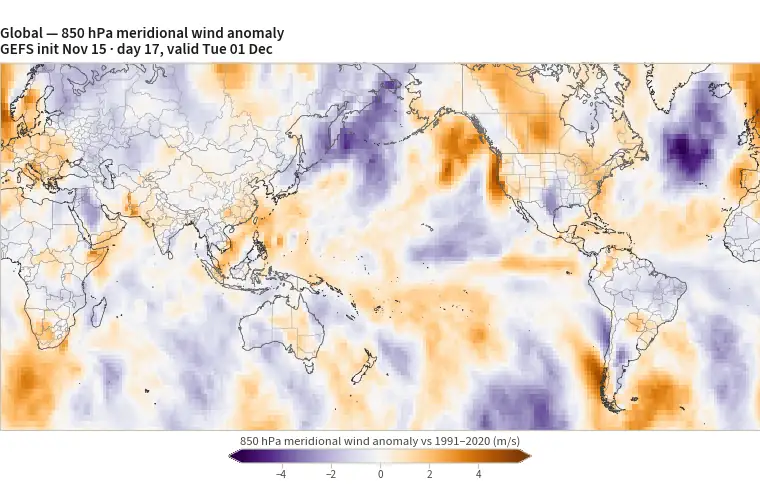 Global — 850 hPa meridional wind anomaly
GEFS init Nov 15 · day 17, valid Tue 01 Dec
850 hPa meridional wind anomaly vs 1991–2020 (m/s)
−4 −2 0 2 4